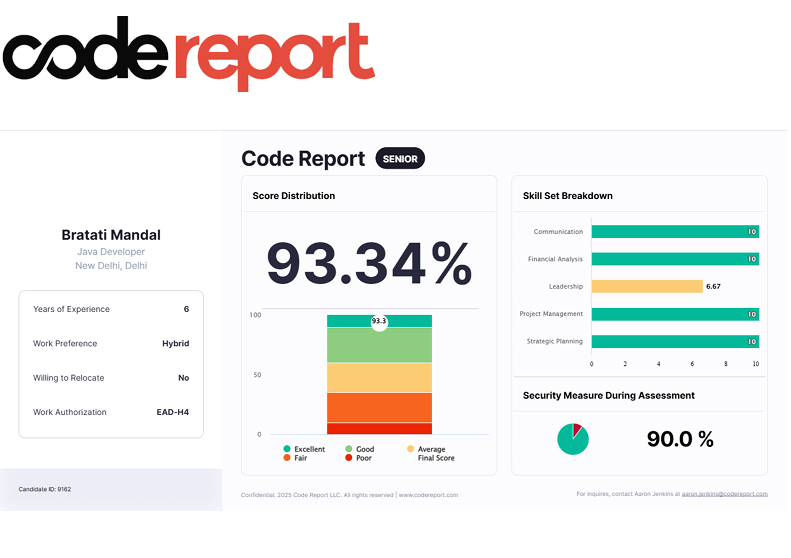 code report
Code Report SENIOR
Bratati Mandal
Java Developer
New Delhi, Delhi
Years of Experience 6
Work Preference Hybrid
Willing to Relocate No
Work Authorization EAD-H4
Candidate ID: 9162
Score Distribution
93.34%
100
93.3
50
0
Excellent Good Average
Fair Poor Final Score
Skill Set Breakdown
Communication 10
Financial Analysis 10
Leadership 6.67
Project Management 10
Strategic Planning 10
0 2 4 6 8 10
Security Measure During Assessment
90.0 %
Confidential. 2025 Code Report LLC. All rights reserved | www.codereport.com
For inquires, contact Aaron Jenkins at aaron.jenkins@codereport.com